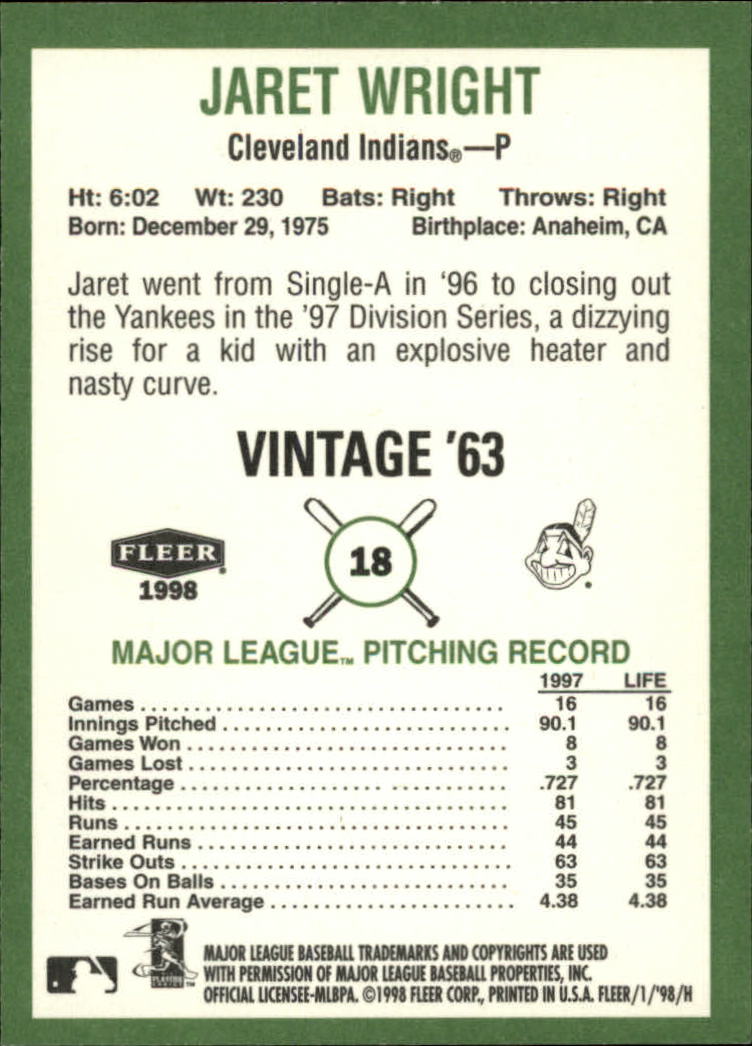 JARET WRIGHT
Cleveland Indians®—P
Ht: 6:02 Wt: 230 Bats: Right Throws: Right
Born: December 29, 1975 Birthplace: Anaheim, CA
Jaret went from Single-A in ‘96 to closing out
the Yankees in the ’97 Division Series, a dizzying
rise for a kid with an explosive heater and
nasty curve.
VINTAGE ’63
FLEER
1998
18
MAJOR LEAGUE™ PITCHING RECORD
1997 LIFE
Games 16 16
Innings Pitched 90.1 90.1
Games Won 8 8
Games Lost 3 3
Percentage .727 .727
Hits 81 81
Runs 45 45
Earned Runs 44 44
Strike Outs 63 63
Bases On Balls 35 35
Earned Run Average 4.38 4.38
MAJOR LEAGUE BASEBALL TRADEMARKS AND COPYRIGHTS ARE USED
WITH PERMISSION OF MAJOR LEAGUE BASEBALL PROPERTIES, INC.
OFFICIAL LICENSEE-MLBPA. ©1998 FLEER CORP., PRINTED IN U.S.A. FLEER/1/’98/H